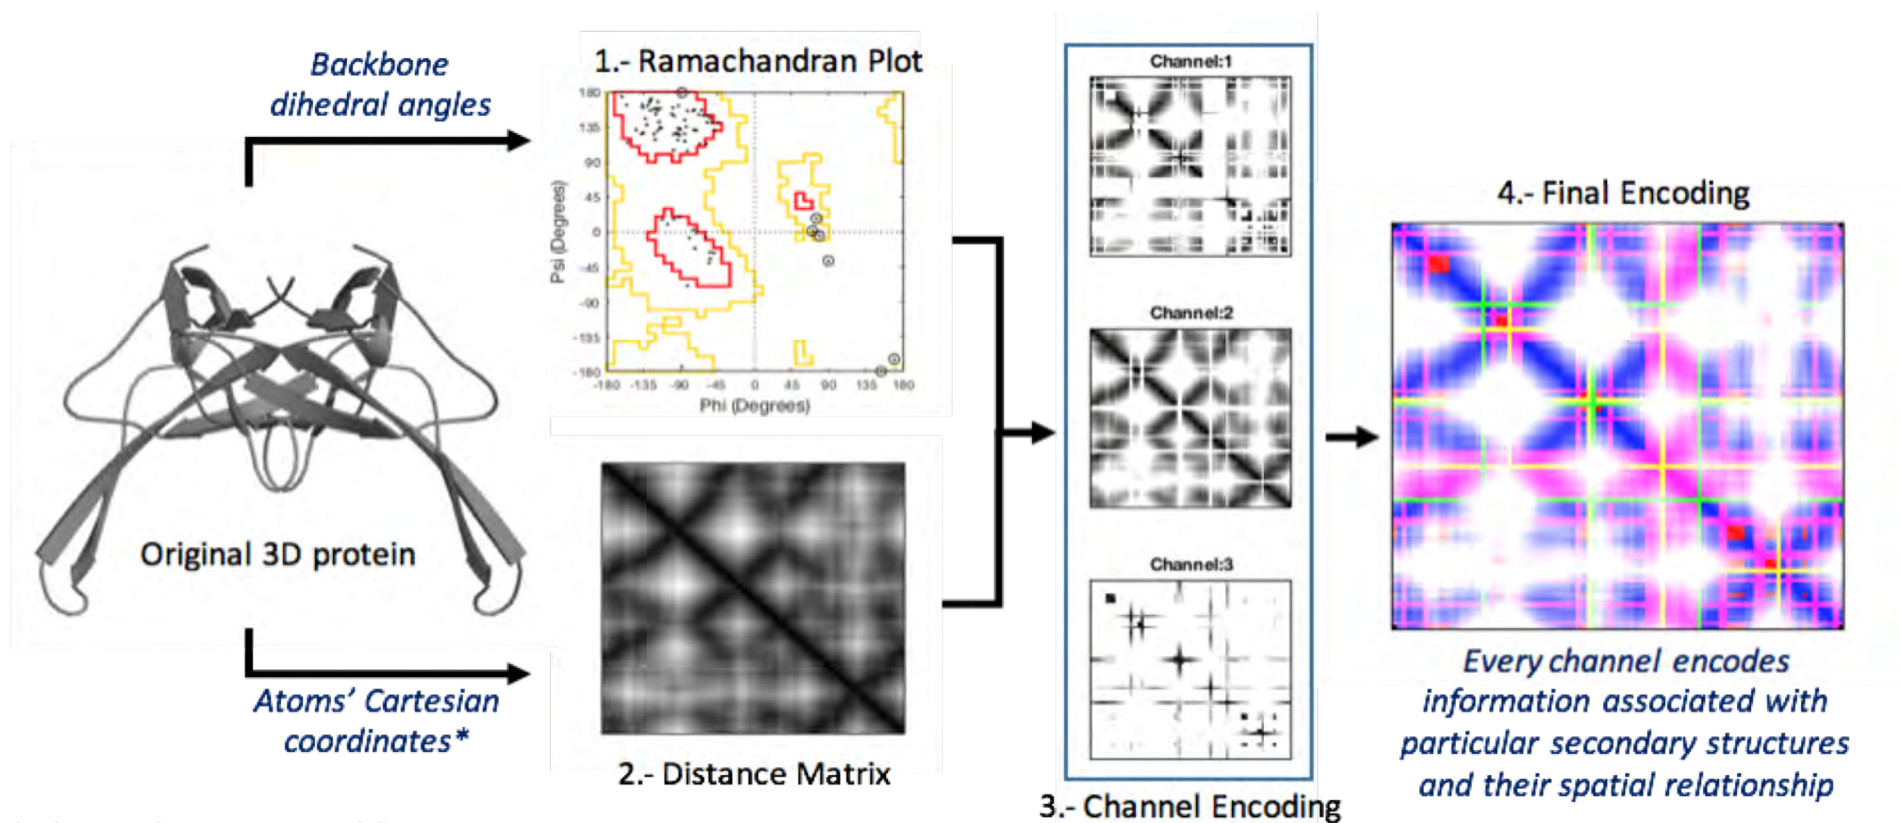 Backbone
dihedral angles
1.- Ramachandran Plot
180
135
90
45
0
-45
-90
-135
-180
Psi (Degrees)
-180 -135 -90 -45 0 45 90 135 180
Phi (Degrees)
Original 3D protein
Atoms' Cartesian
coordinates*
2.- Distance Matrix
Channel:1
Channel:2
Channel:3
3.- Channel Encoding
4.- Final Encoding
Every channel encodes
information associated with
particular secondary structures
and their spatial relationship